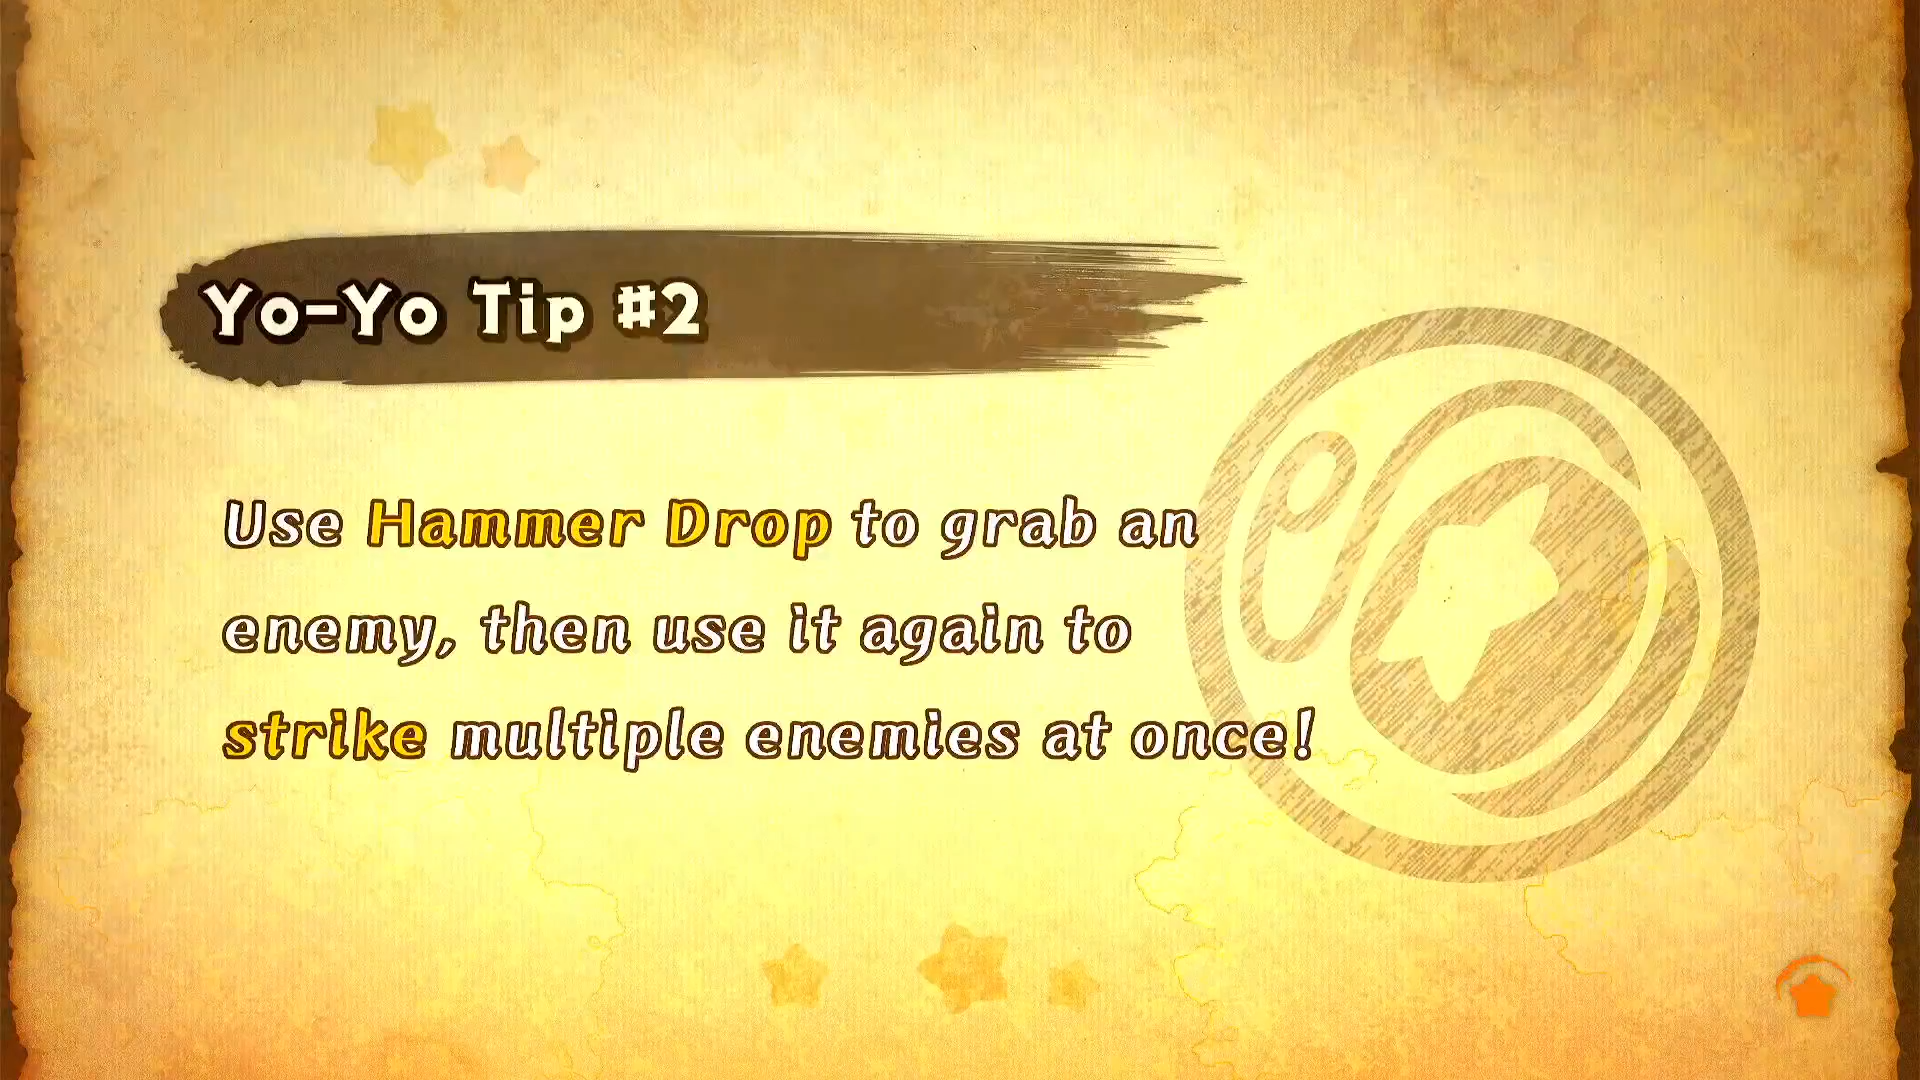 Yo-Yo Tip #2
Use Hammer Drop to grab an
enemy, then use it again to
strike multiple enemies at once!